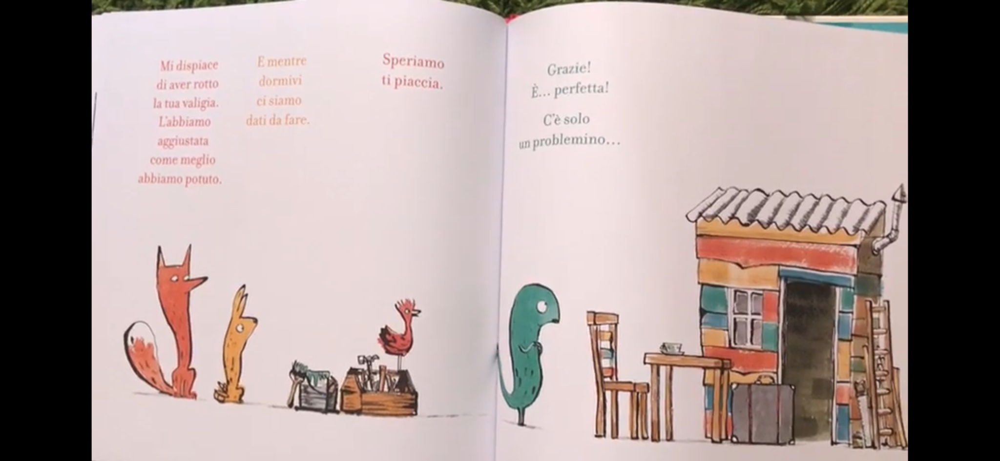 Mi dispiace
di aver rotto
la tua valigia.
L'abbiamo
aggiustata
come meglio
abbiamo potuto.
E mentre
dormivi
ci siamo
dati da fare.
Speriamo
ti piaccia.
Grazie!
È... perfetta!
C'è solo
un problemino...